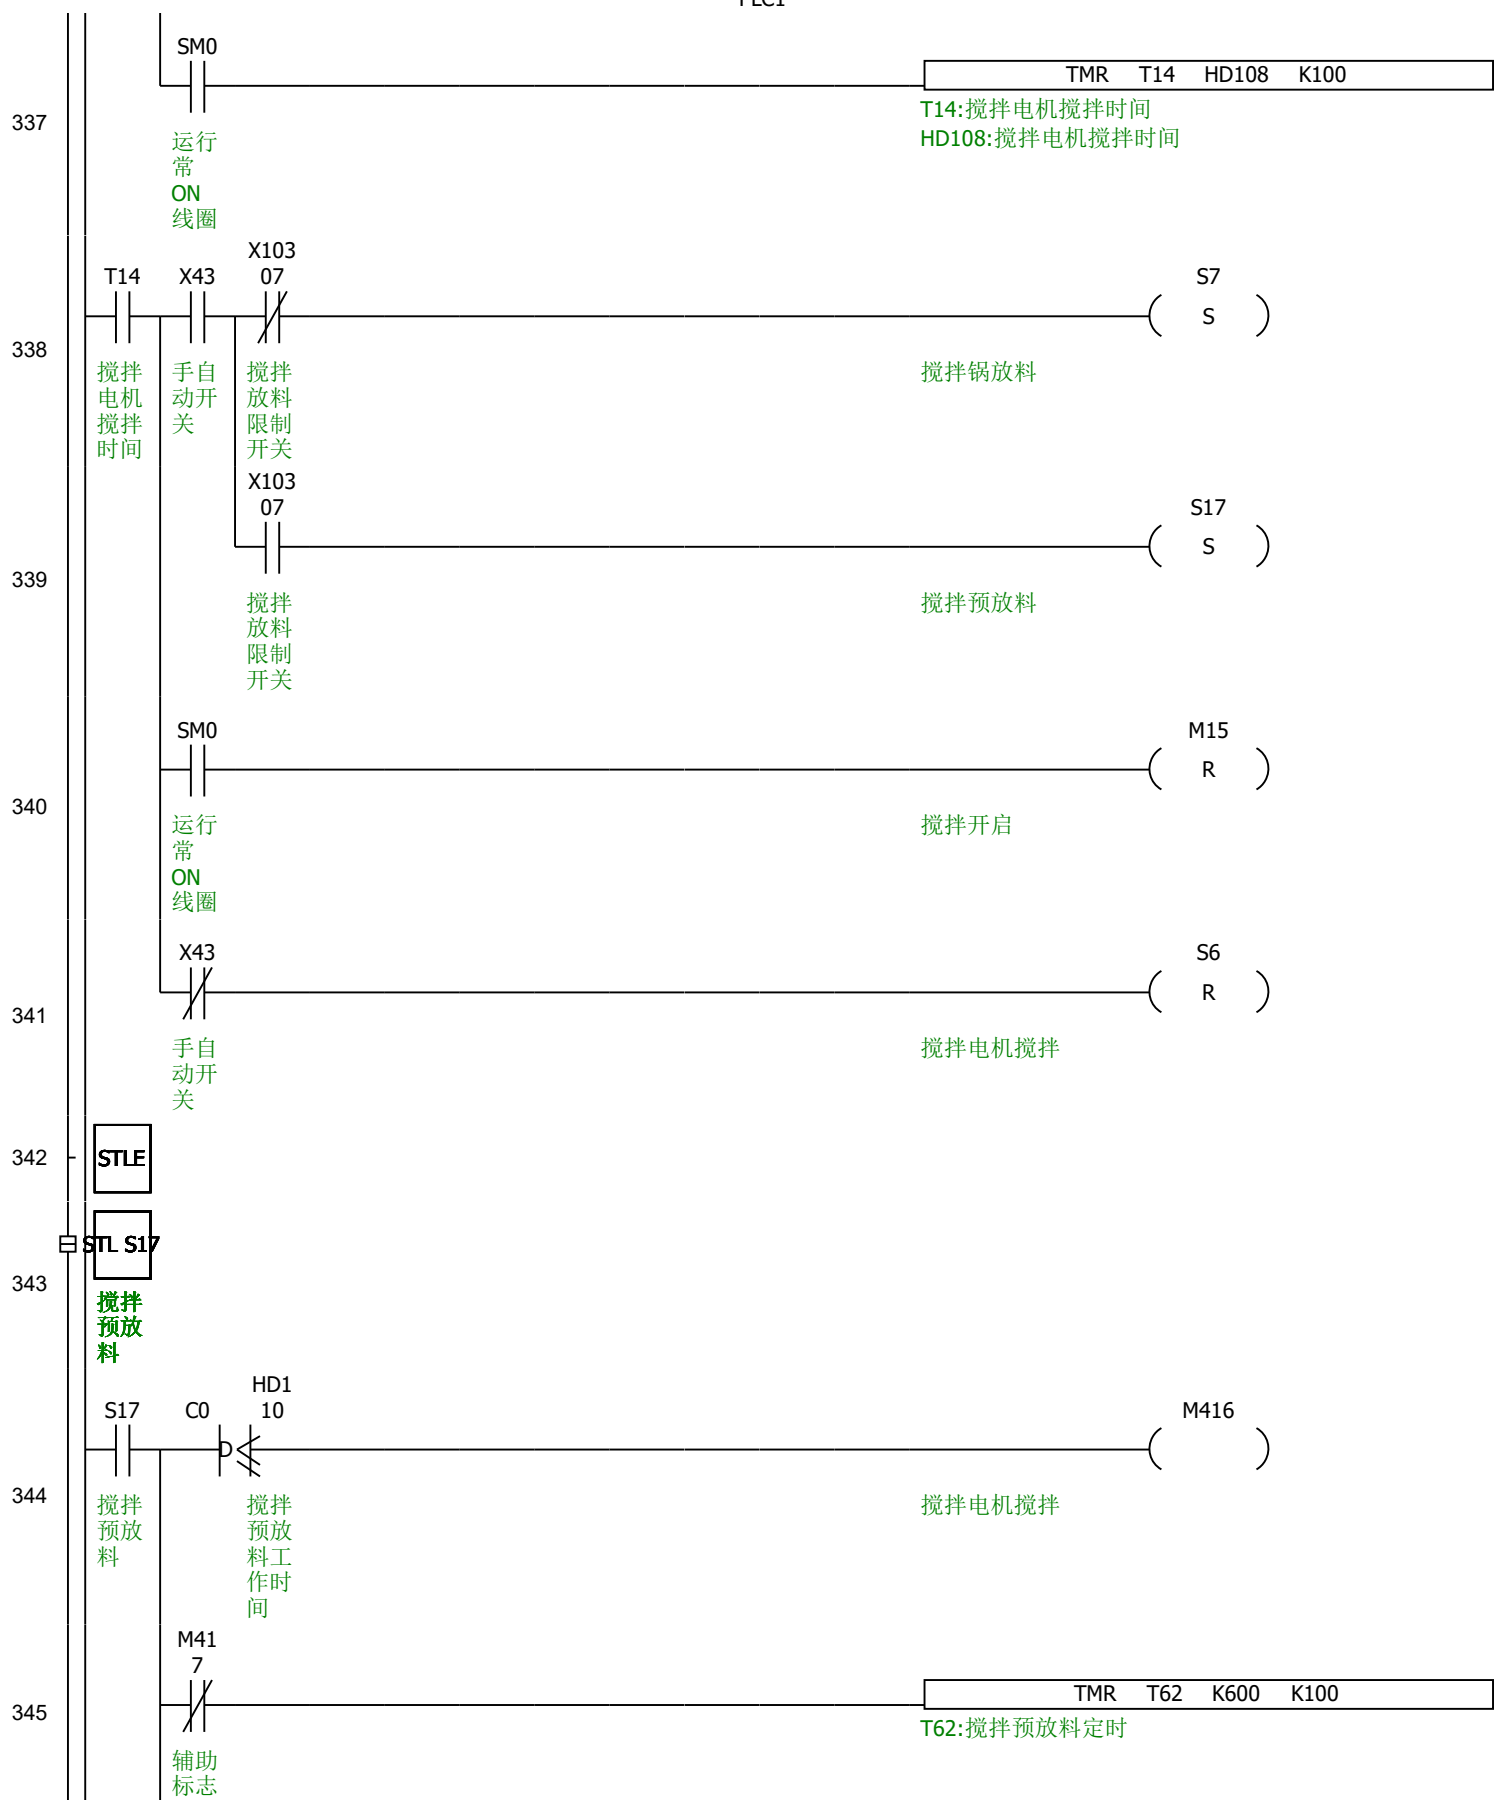 PLC1
SM0
TMR T14 HD108 K100
T14:搅拌电机搅拌时间
HD108:搅拌电机搅拌时间
337
运行
常
ON
线圈
X103
07
T14
X43
S7
S
338
搅拌
电机
搅拌
时间
手自
动开
关
搅拌
放料
限制
开关
搅拌锅放料
X103
07
S17
S
339
搅拌
放料
限制
开关
搅拌预放料
SM0
M15
R
340
运行
常
ON
线圈
搅拌开启
X43
S6
R
341
手自
动开
关
搅拌电机搅拌
342
STLE
STL S17
343
搅拌
预放
料
S17
C0
D<
HD1
10
M416
344
搅拌
预放
料
搅拌
预放
料工
作时
间
搅拌电机搅拌
M41
7
TMR T62 K600 K100
345
T62:搅拌预放料定时
辅助
标志